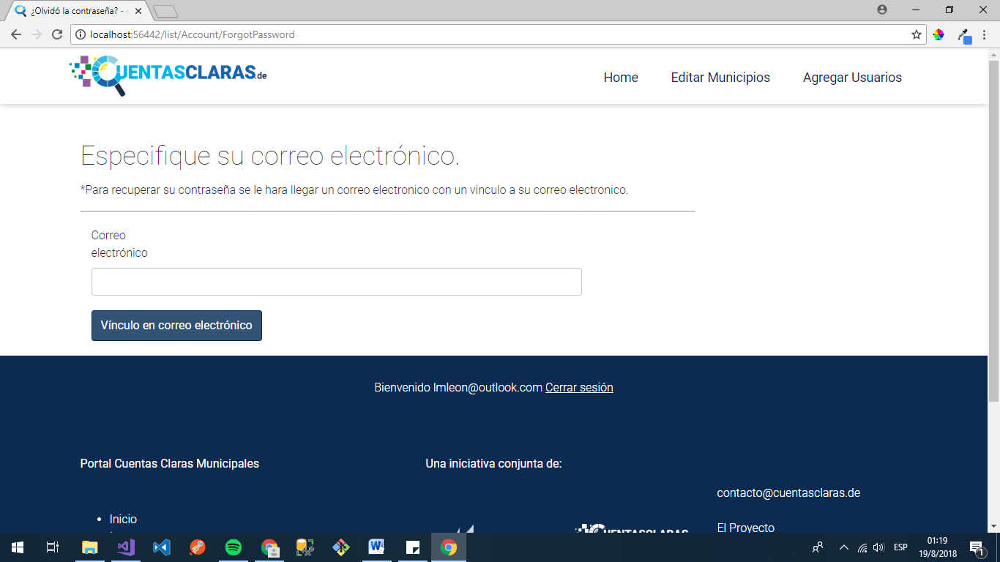 ¿Olvidó la contraseña? -
localhost:56442/list/Account/ForgotPassword
CUENTASCLARAS.de
Home Editar Municipios Agregar Usuarios
Especifique su correo electrónico.
*Para recuperar su contraseña se le hara llegar un correo electronico con un vinculo a su correo electronico.
Correo
electrónico
Vínculo en correo electrónico
Bienvenido lmleon@outlook.com Cerrar sesión
Portal Cuentas Claras Municipales
Una iniciativa conjunta de:
contacto@cuentasclaras.de
Inicio
CUENTASCLARAS
El Proyecto
ESP
01:19
19/8/2018
1